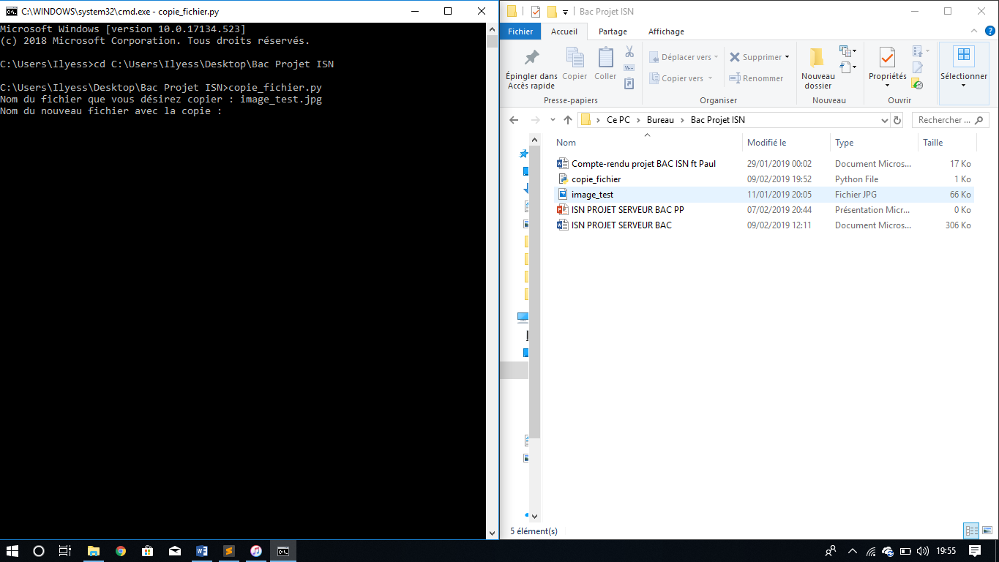 C:\WINDOWS\system32\cmd.exe - copie_fichier.py
Microsoft Windows [version 10.0.17134.523]
(c) 2018 Microsoft Corporation. Tous droits réservés.
C:\Users\Ilyess>cd C:\Users\Ilyess\Desktop\Bac Projet ISN
C:\Users\Ilyess\Desktop\Bac Projet ISN>copie_fichier.py
Nom du fichier que vous désirez copier : image_test.jpg
Nom du nouveau fichier avec la copie :
Bac Projet ISN
Fichier Accueil Partage Affichage
Épingler dans Accès rapide
Copier
Coller
Presse-papiers
Déplacer vers
Copier vers
Supprimer
Renommer
Organiser
Nouveau dossier
Nouveau
Propriétés
Ouvrir
Sélectionner
Ce PC > Bureau > Bac Projet ISN
Rechercher ...
Nom Modifié le Type Taille
Compte-rendu projet BAC ISN ft Paul 29/01/2019 00:02 Document Micros... 17 Ko
copie_fichier 09/02/2019 19:52 Python File 1 Ko
image_test 11/01/2019 20:05 Fichier JPG 66 Ko
ISN PROJET SERVEUR BAC PP 07/02/2019 20:44 Présentation Micr... 0 Ko
ISN PROJET SERVEUR BAC 09/02/2019 12:11 Document Micros... 306 Ko
5 élément(s)
19:55